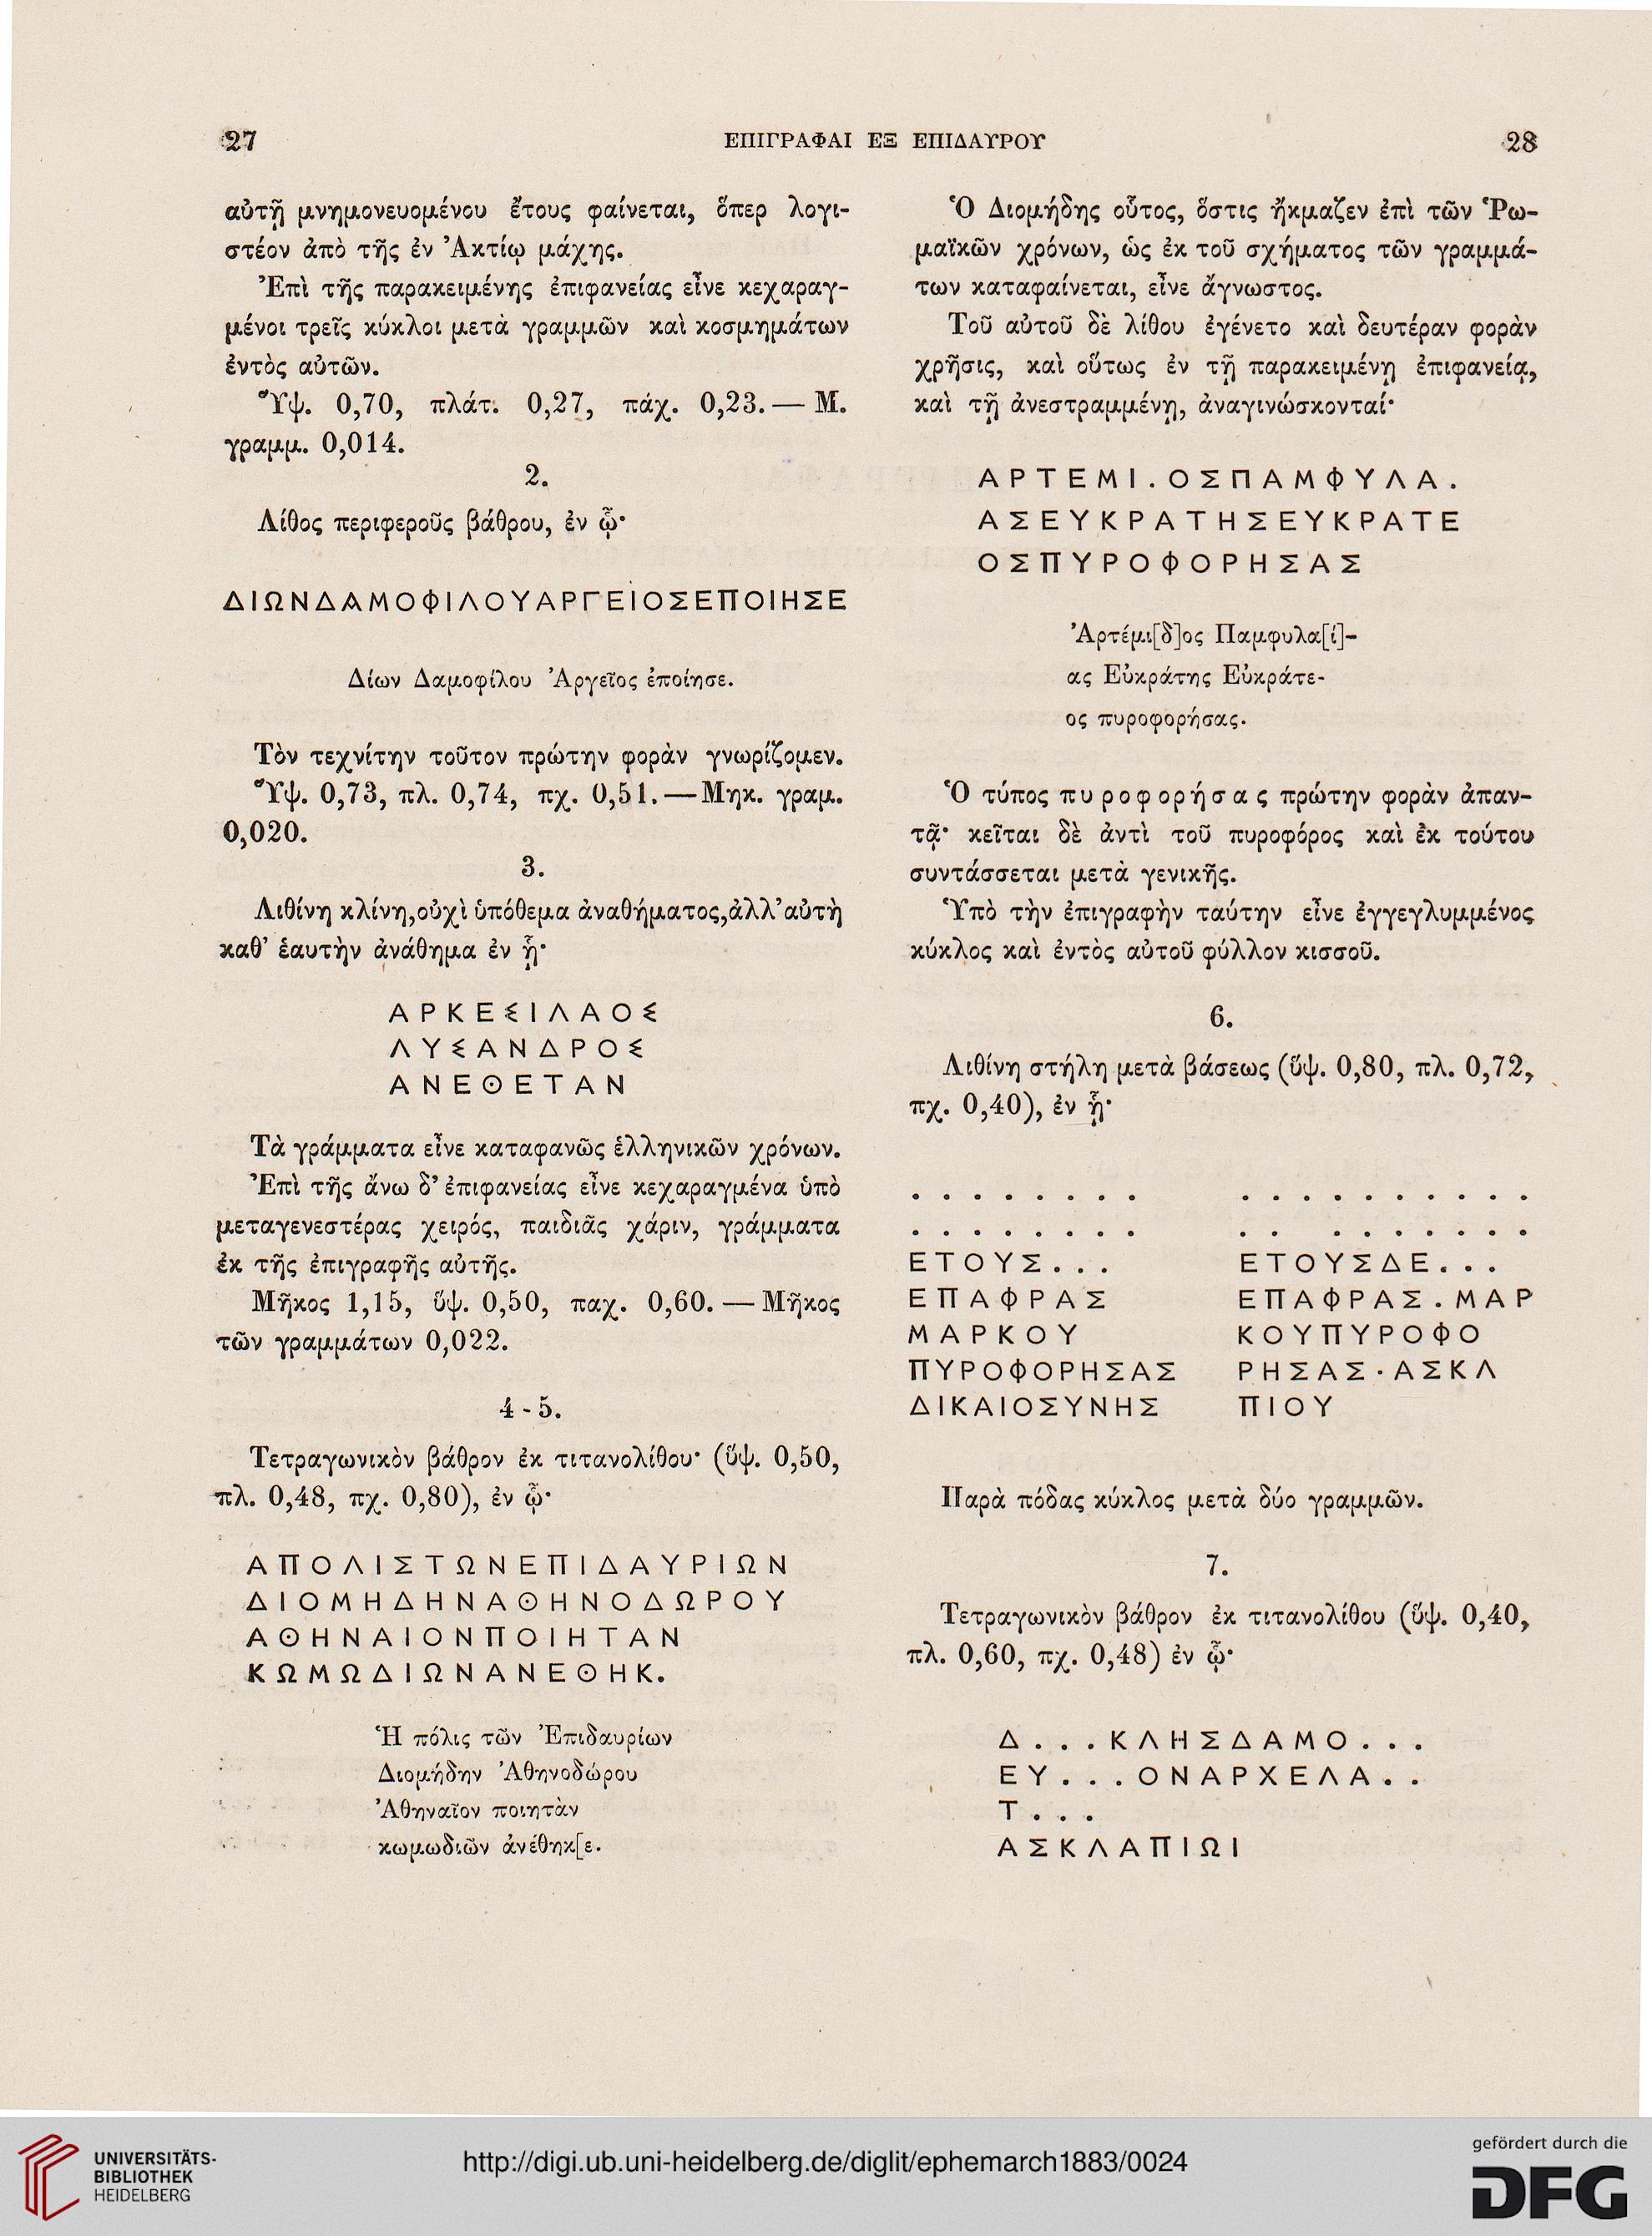 27 ΕΠΙΓΡΑΦΑΙ ΕΞ ΕΠΙΔΑΥΡΟΥ 28
αὐτῇ μνημονευομένου ἔτους φαίνεται, ὅπερ λογι-
στέον ἀπὸ τῆς ἐν Ἀκτίῳ μάχης.
Ἐπὶ τῆς παρακειμένης ἐπιφανείας εἶνε κεχαραγ-
μένοι τρεῖς κύκλοι μετὰ γραμμῶν καὶ κοσμημάτων
ἐντὸς αὐτῶν.
Ὕψ. 0,70, πλάτ. 0,27, πάχ. 0,23. — Μ.
γραμμ. 0,014.
2.
Λίθος περιφεροῦς βάθρου, ἐν ᾧ·
ΔΙΩΝΔΑΜΟΦΙΛΟΥΑΡΓΕΙΟΣΕΠΟΙΗΣΕ
Δίων Δαμοφίλου Ἀργεῖος ἐποίησε.
Τὸν τεχνίτην τοῦτον πρώτην φορὰν γνωρίζομεν.
Ὕψ. 0,73, πλ. 0,74, πχ. 0,51. — Μηκ. γραμ.
0,020.
3.
Λιθίνη κλίνη, οὐχὶ ὑπόθεμα ἀναθήματος, ἀλλ' αὐτὴ
καθ' ἑαυτὴν ἀνάθημα ἐν ᾗ·
ΑΡΚΕΣΙΛΑΟΣ
ΛΥΣΑΝΔΡΟΣ
ΑΝΕΘΕΤΑΝ
Τὰ γράμματα εἶνε καταφανῶς ἑλληνικῶν χρόνων.
Ἐπὶ τῆς ἄνω δ' ἐπιφανείας εἶνε κεχαραγμένα ὑπὸ
μεταγενεστέρας χειρός, παιδιᾶς χάριν, γράμματα
ἐκ τῆς ἐπιγραφῆς αὐτῆς.
Μῆκος 1,15, ὕψ. 0,50, παχ. 0,60. — Μῆκος
τῶν γραμμάτων 0,022.
4 - 5.
Τετραγωνικὸν βάθρον ἐκ τιτανολίθου· (ὕψ. 0,50,
πλ. 0,48, πχ. 0,80), ἐν ᾧ·
ΑΠΟΛΙΣΤΩΝΕΠΙΔΑΥΡΙΩΝ
ΔΙΟΜΗΔΗΝΑΘΗΝΟΔΩΡΟΥ
ΑΘΗΝΑΙΟΝΠΟΙΗΤΑΝ
ΚΩΜΩΔΙΩΝΑΝΕΘΗΚ.
Ἡ πόλις τῶν Ἐπιδαυρίων
Διομήδην Ἀθηνοδώρου
Ἀθηναῖον ποιητὰν
κωμωδιῶν ἀνέθηκ[ε.
Ὁ Διομήδης οὗτος, ὅστις ἤκμαζεν ἐπὶ τῶν Ῥω-
μαϊκῶν χρόνων, ὡς ἐκ τοῦ σχήματος τῶν γραμμά-
των καταφαίνεται, εἶνε ἄγνωστος.
Τοῦ αὐτοῦ δὲ λίθου ἐγένετο καὶ δευτέραν φορὰν
χρῆσις, καὶ οὕτως ἐν τῇ παρακειμένῃ ἐπιφανείᾳ,
καὶ τῇ ἀνεστραμμένῃ, ἀναγινώσκονται·
ΑΡΤΕΜΙ.ΟΣΠΑΜΦΥΛΑ.
ΑΣΕΥΚΡΑΤΗΣΕΥΚΡΑΤΕ
ΟΣΠΥΡΟΦΟΡΗΣΑΣ
Ἀρτέμι[δ]ος Παμφυλα[ί]-
ας Εὐκράτης Εὐκράτε-
ος πυροφορήσας.
Ὁ τύπος πυροφορήσας πρώτην φορὰν ἀπαν-
τᾷ· κεῖται δὲ ἀντὶ τοῦ πυροφόρος καὶ ἐκ τούτου
συντάσσεται μετὰ γενικῆς.
Ὑπὸ τὴν ἐπιγραφὴν ταύτην εἶνε ἐγγεγλυμμένος
κύκλος καὶ ἐντὸς αὐτοῦ φύλλον κισσοῦ.
6.
Λιθίνη στήλη μετὰ βάσεως (ὕψ. 0,80, πλ. 0,72,
πχ. 0,40), ἐν ᾗ·
. . . . . . . . . . . . . . . . . .
. . . . . . . . . . . . . . . . .
ΕΤΟΥΣ... ΕΤΟΥΣΔΕ...
ΕΠΑΦΡΑΣ ΕΠΑΦΡΑΣ.ΜΑΡ
ΜΑΡΚΟΥ ΚΟΥΠΥΡΟΦΟ
ΠΥΡΟΦΟΡΗΣΑΣ ΡΗΣΑΣ·ΑΣΚΛ
ΔΙΚΑΙΟΣΥΝΗΣ ΠΙΟΥ
Παρὰ πόδας κύκλος μετὰ δύο γραμμῶν.
7.
Τετραγωνικὸν βάθρον ἐκ τιτανολίθου (ὕψ. 0,40,
πλ. 0,60, πχ. 0,48) ἐν ᾧ·
Δ...ΚΛΗΣΔΑΜΟ...
ΕΥ...ΟΝΑΡΧΕΛΑ..
Τ...
ΑΣΚΛΑΠΙΩΙ
UNIVERSITÄTS-
BIBLIOTHEK
HEIDELBERG
http://digi.ub.uni-heidelberg.de/diglit/ephemarch1883/0024
gefördert durch die
DFG